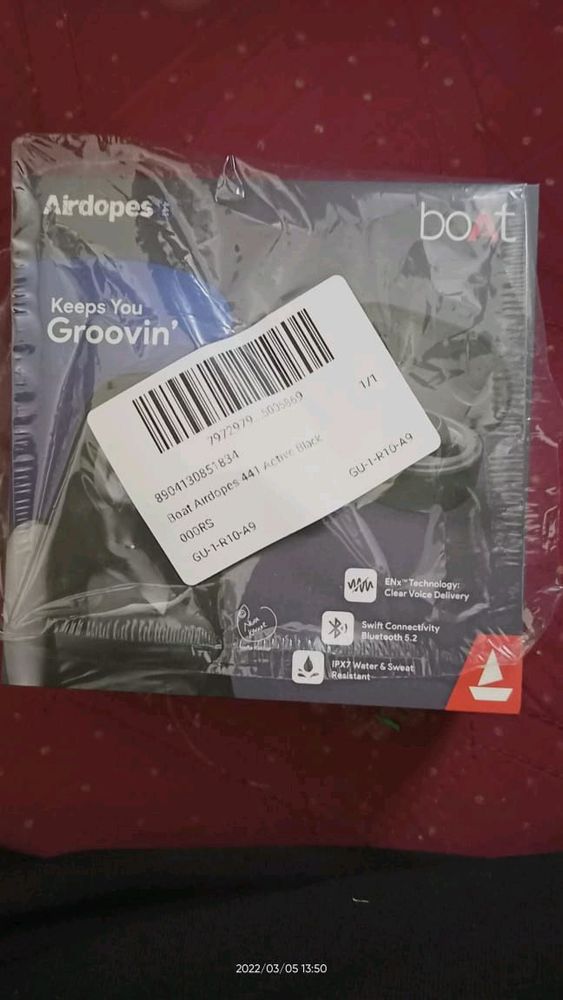 Airdopes
boAt
Keeps You
Groovin'
1/1
8904130851834
Boat Airdopes 441 Active Black
000RS
GU-1-R10-A9
GU-1-R10-A9
ENx™ Technology:
Clear Voice Delivery
Swift Connectivity
Bluetooth 5.2
IPX7 Water & Sweat
Resistant
2022/03/05 13:50